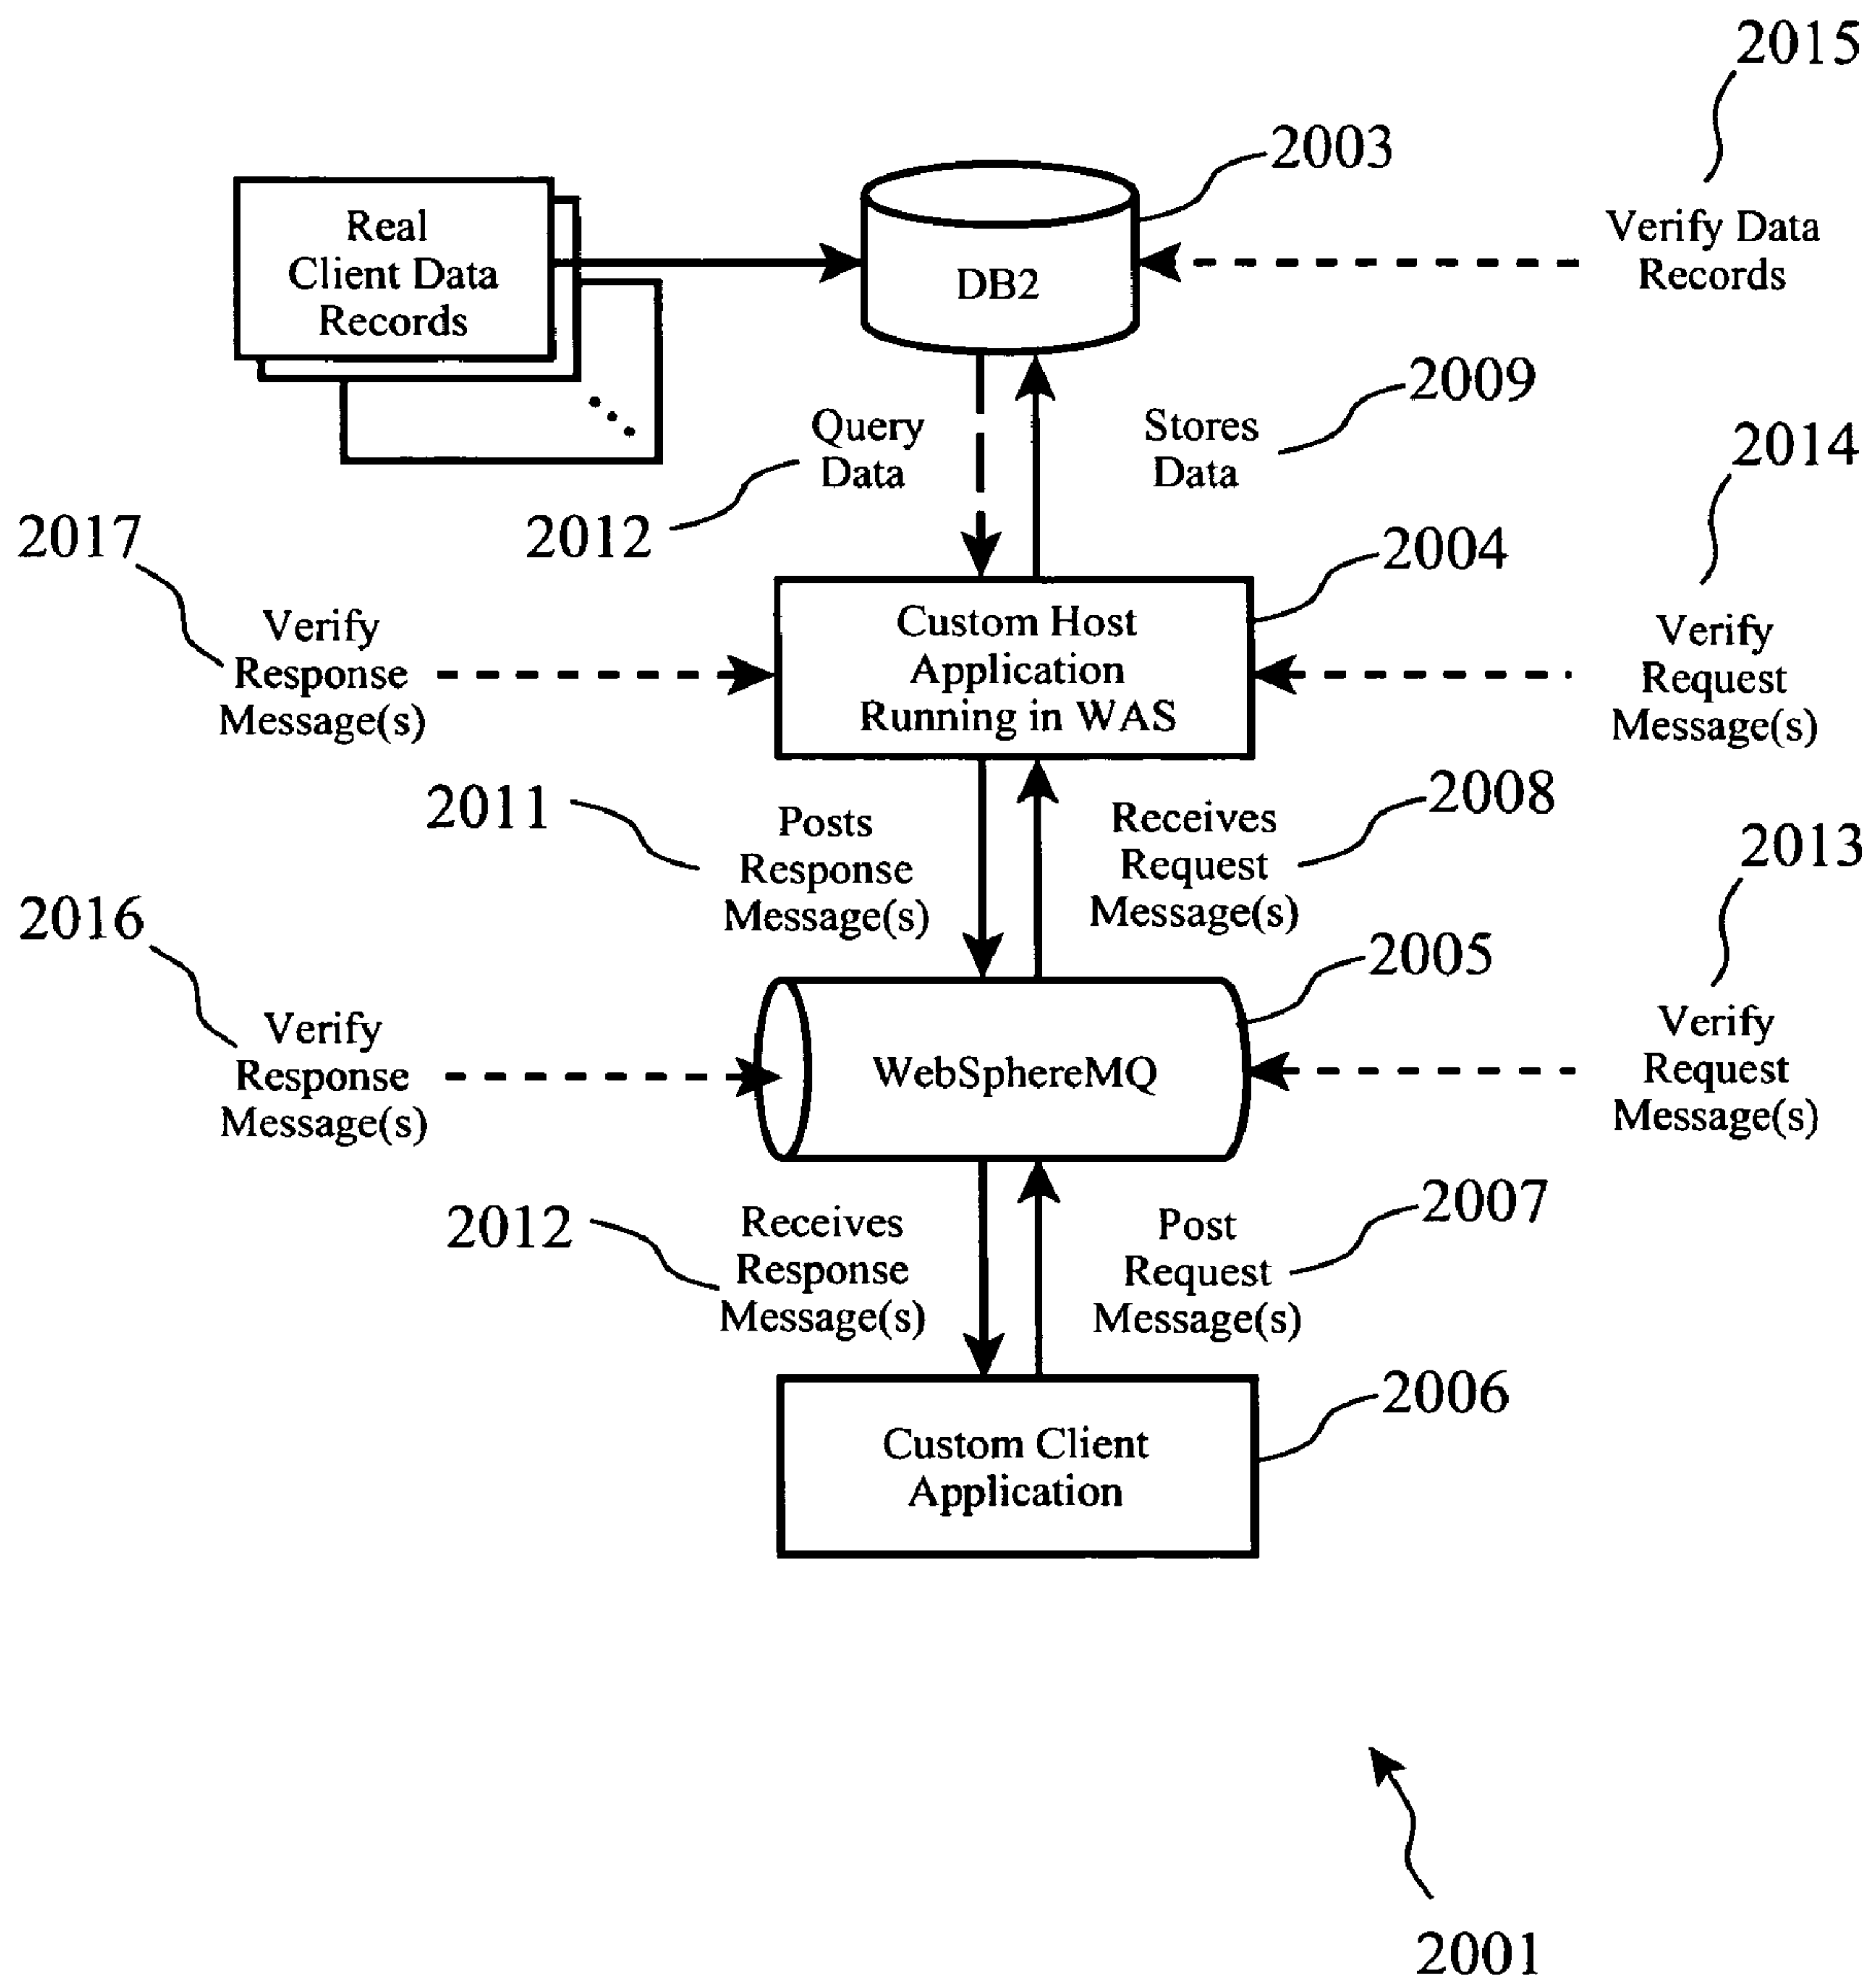 2015
2003
Real
Client Data
Records
DB2
Verify Data
Records
2009
Query
Data
Stores
Data
2014
2017
2012
2004
Verify
Response
Message(s)
Custom Host
Application
Running in WAS
Verify
Request
Message(s)
2011
Posts
Response
Message(s)
Receives
Request
Message(s)
2008
2013
2016
2005
Verify
Response
Message(s)
WebSphereMQ
Verify
Request
Message(s)
2012
Receives
Response
Message(s)
Post
Request
Message(s)
2007
2006
Custom Client
Application
2001